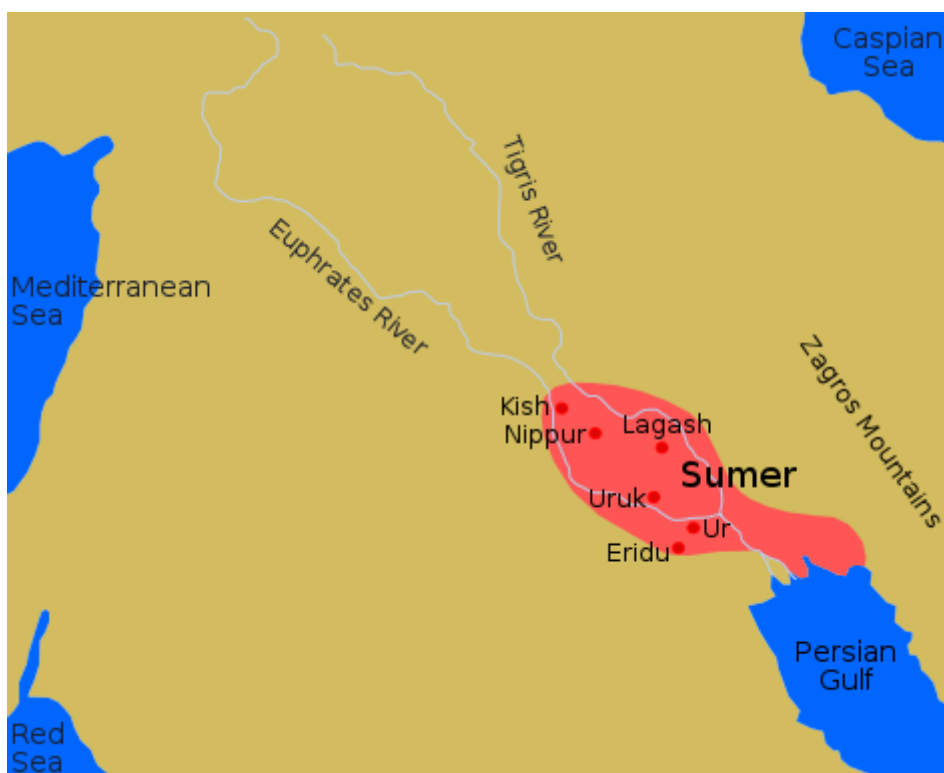 Caspian
Sea
Tigris River
Euphrates River
Mediterranean
Sea
Zagros Mountains
Kish
Nippur
Lagash
Sumer
Uruk
Ur
Eridu
Persian
Gulf
Red
Sea